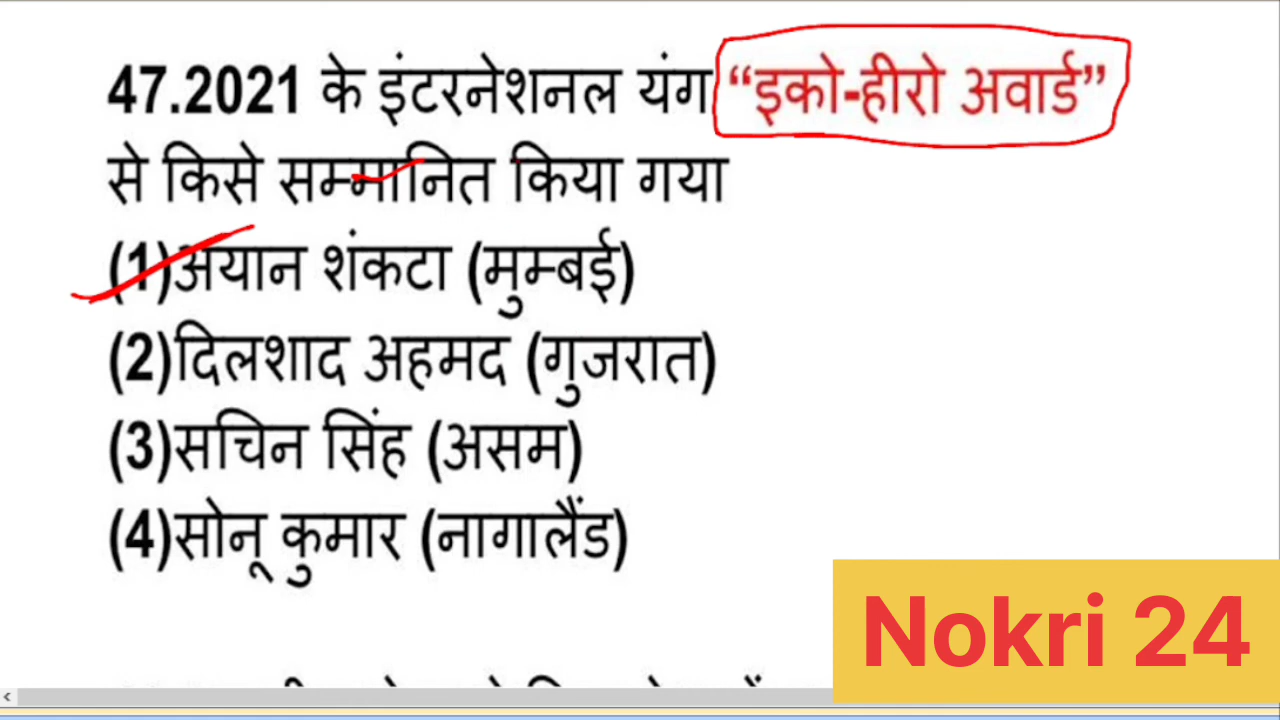 47.2021 के इंटरनेशनल यंग “इको-हीरो अवार्ड”
से किसे सम्मानित किया गया
(1)अयान शंकटा (मुम्बई)
(2)दिलशाद अहमद (गुजरात)
(3)सचिन सिंह (असम)
(4)सोनू कुमार (नागालैंड)
Nokri 24